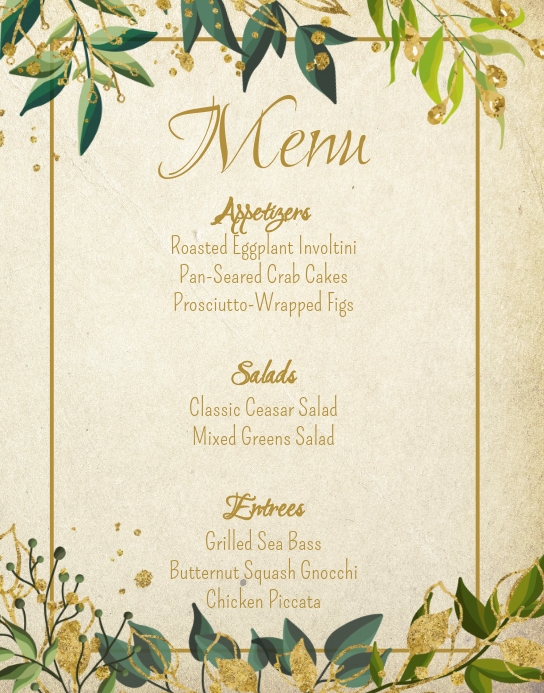 Menu
Appetizers
Roasted Eggplant Involtini
Pan-Seared Crab Cakes
Prosciutto-Wrapped Figs
Salads
Classic Ceasar Salad
Mixed Greens Salad
Entrees
Grilled Sea Bass
Butternut Squash Gnocchi
Chicken Piccata